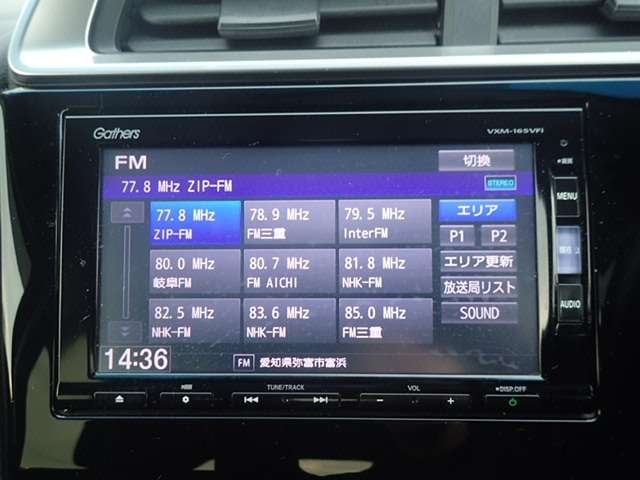 Gathers
VXM-165VFi
FM
切換
77.8 MHz ZIP-FM
STEREO
77.8 MHz
ZIP-FM
78.9 MHz
FM三重
79.5 MHz
InterFM
エリア
P1
P2
80.0 MHz
岐阜FM
80.7 MHz
FM AICHI
81.8 MHz
NHK-FM
エリア更新
放送局リスト
82.5 MHz
NHK-FM
83.6 MHz
NHK-FM
85.0 MHz
FM三重
SOUND
14:36
FM 愛知県弥富市富浜
MENU
現在地
AUDIO
TUNE/TRACK
VOL
DISP.OFF
- +